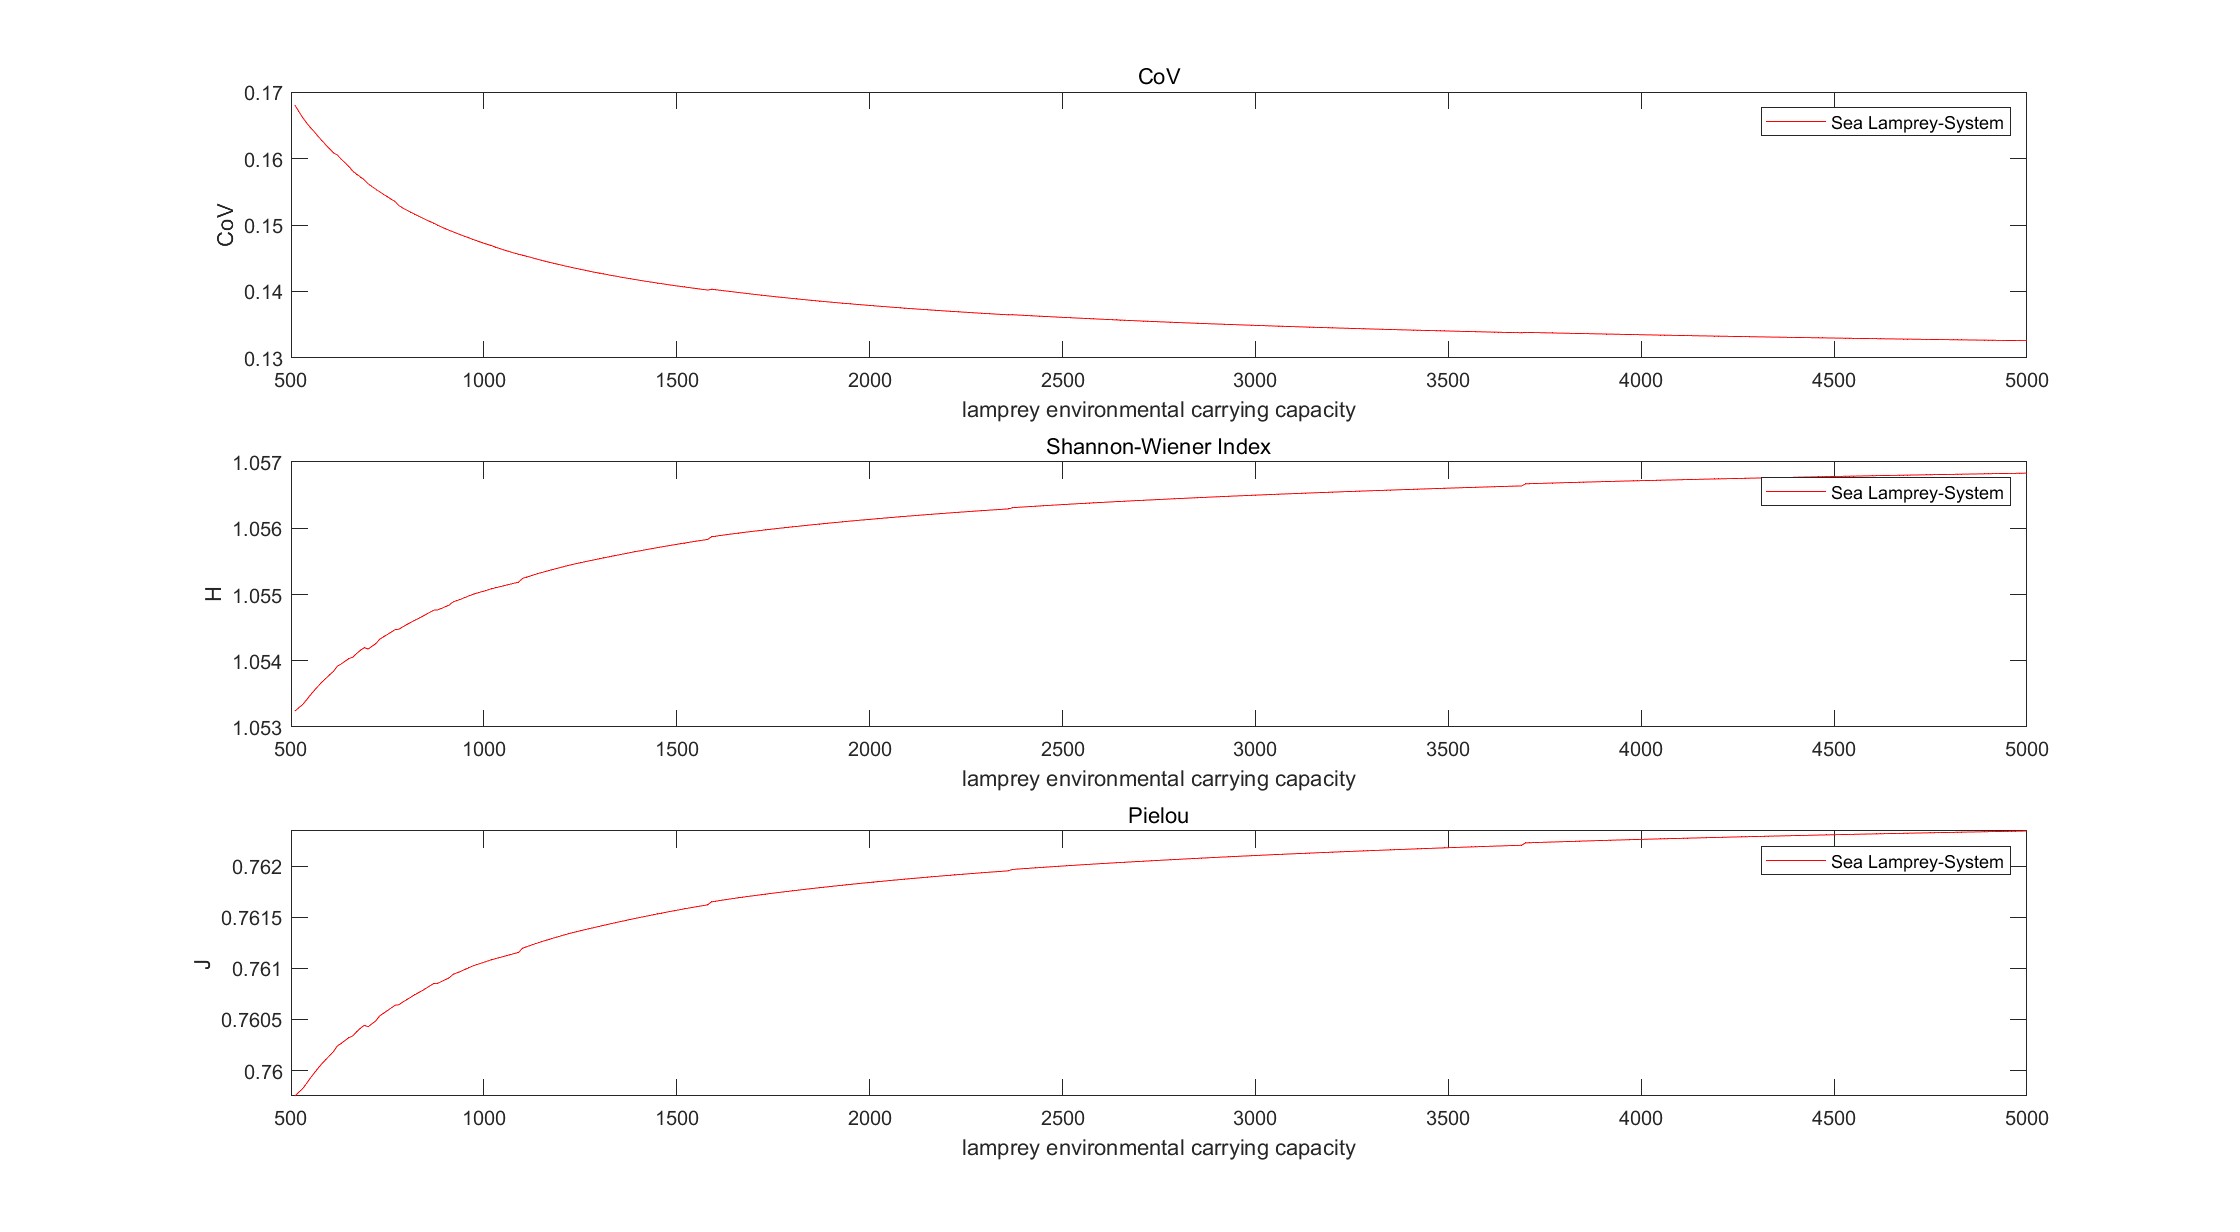 CoV
0.17
Sea Lamprey-System
0.16
0.15
CoV
0.14
0.13
500 1000 1500 2000 2500 3000 3500 4000 4500 5000
lamprey environmental carrying capacity
Shannon-Wiener Index
1.057
Sea Lamprey-System
1.056
1.055
H
1.054
1.053
500 1000 1500 2000 2500 3000 3500 4000 4500 5000
lamprey environmental carrying capacity
Pielou
0.762
Sea Lamprey-System
0.7615
0.761
J
0.7605
0.76
500 1000 1500 2000 2500 3000 3500 4000 4500 5000
lamprey environmental carrying capacity